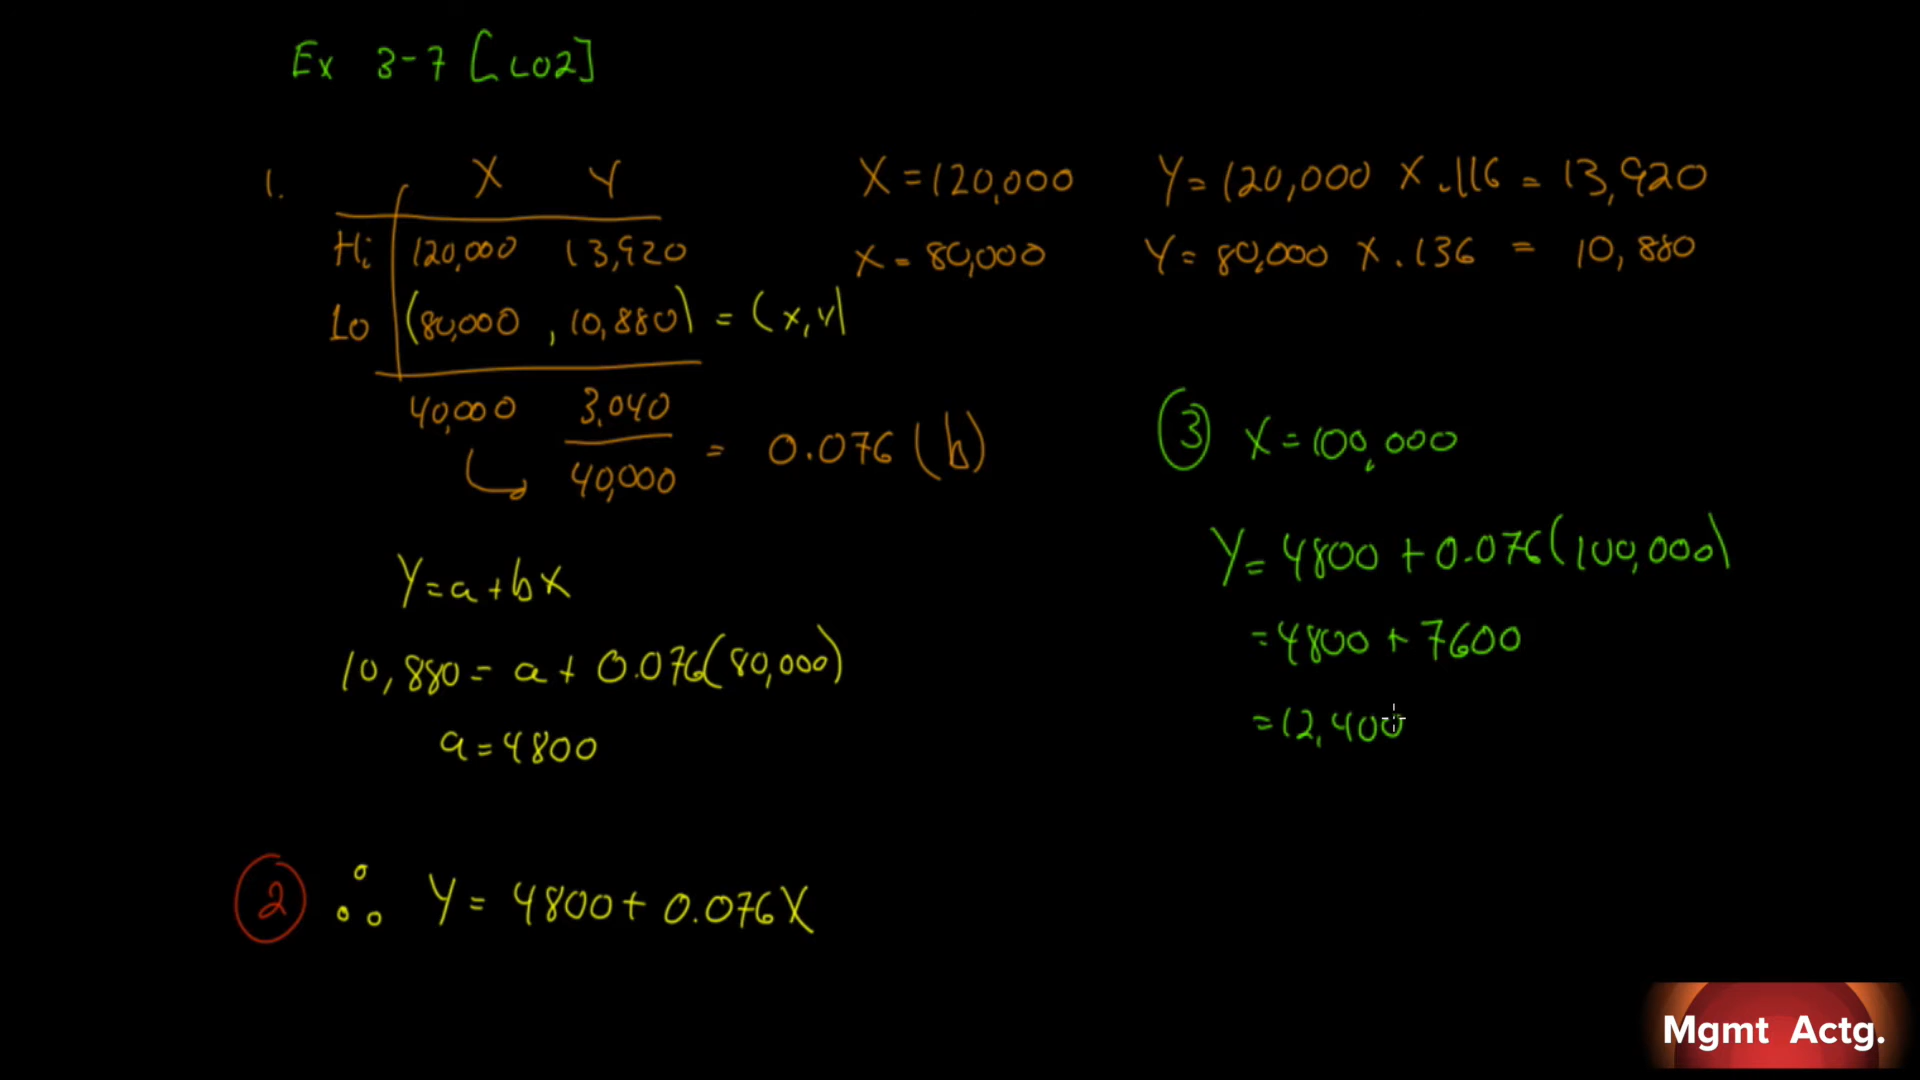 Ex 3-7 [LO2]
1.
X Y
Hi 120,000 13,920
Lo (80,000 , 10,880) = (x,y)
40,000 3,040
40,000 = 0.076 (b)
X = 120,000 Y = 120,000 X .116 = 13,920
X = 80,000 Y = 80,000 X .136 = 10,880
Y = a + bx
10,880 = a + 0.076(80,000)
a = 4800
2 ∴ Y = 4800 + 0.076X
3 X = 100,000
Y = 4800 + 0.076(100,000)
= 4800 + 7600
= 12,400
Mgmt Actg.